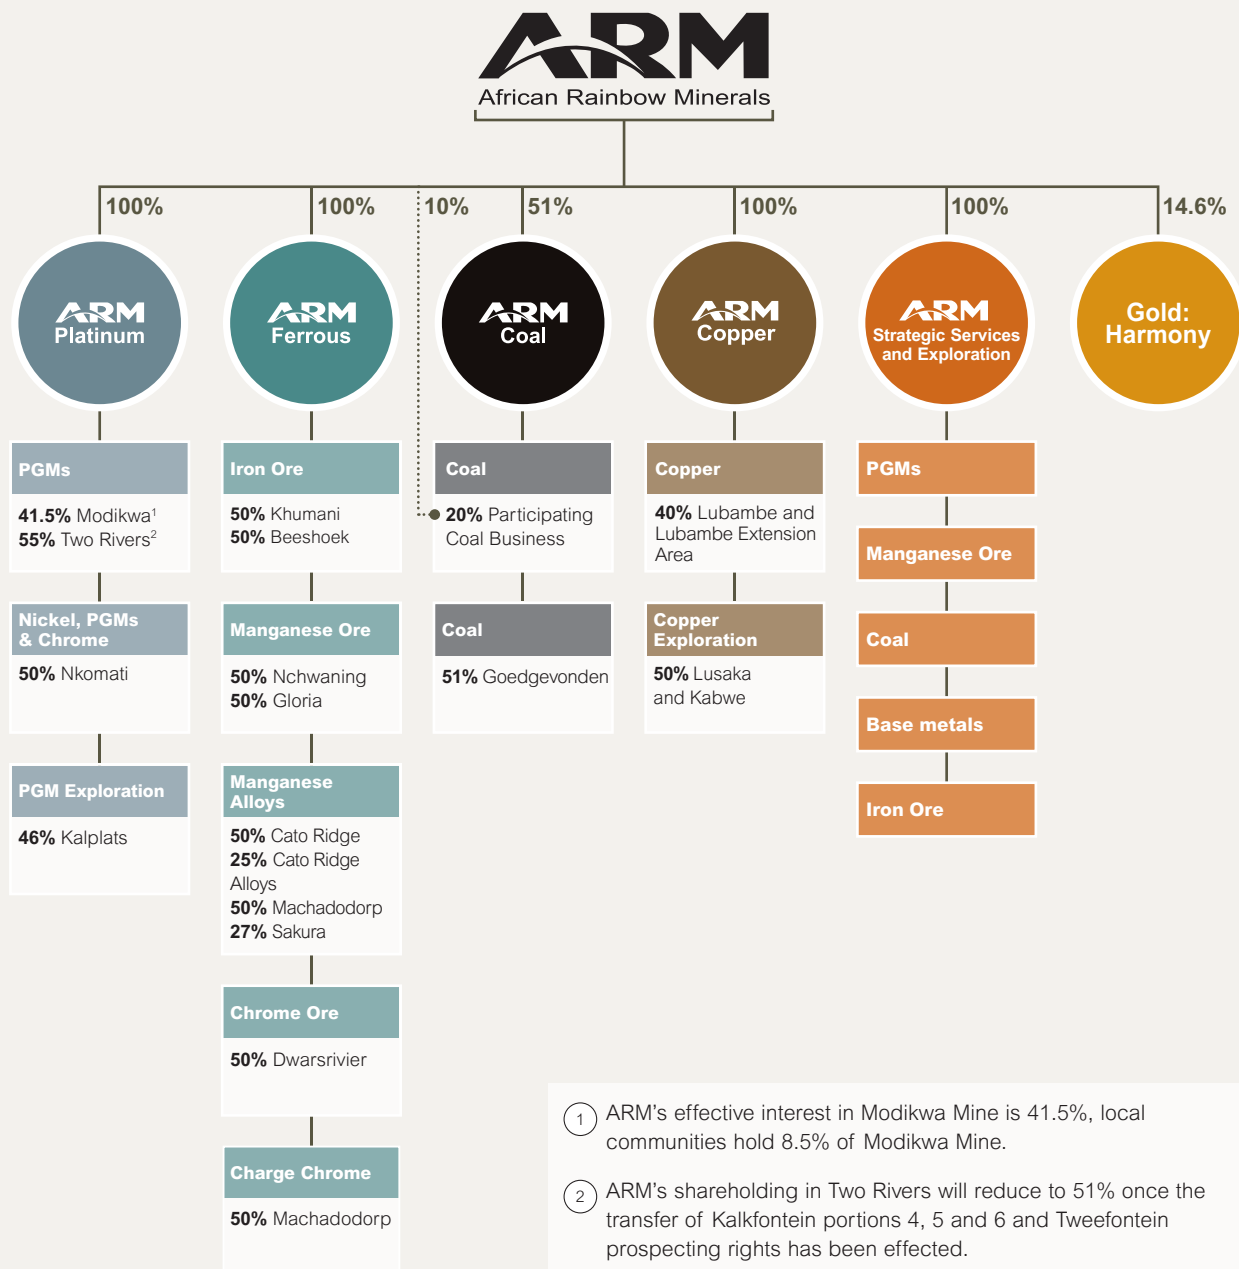 ARM
African Rainbow Minerals
100%
100%
10%
51%
100%
100%
14.6%
ARM
Platinum
ARM
Ferrous
ARM
Coal
ARM
Copper
ARM
Strategic Services
and Exploration
Gold:
Harmony
PGMs
41.5% Modikwa¹
55% Two Rivers²
Nickel, PGMs
& Chrome
50% Nkomati
PGM Exploration
46% Kalplats
Iron Ore
50% Khumani
50% Beeshoek
Manganese Ore
50% Nchwaning
50% Gloria
Manganese
Alloys
50% Cato Ridge
25% Cato Ridge
Alloys
50% Machadodorp
27% Sakura
Chrome Ore
50% Dwarsrivier
Charge Chrome
50% Machadodorp
Coal
20% Participating
Coal Business
Coal
51% Goedgevonden
Copper
40% Lubambe and
Lubambe Extension
Area
Copper
Exploration
50% Lusaka
and Kabwe
PGMs
Manganese Ore
Coal
Base metals
Iron Ore
1 ARM's effective interest in Modikwa Mine is 41.5%, local
communities hold 8.5% of Modikwa Mine.
2 ARM's shareholding in Two Rivers will reduce to 51% once the
transfer of Kalkfontein portions 4, 5 and 6 and Tweefontein
prospecting rights has been effected.